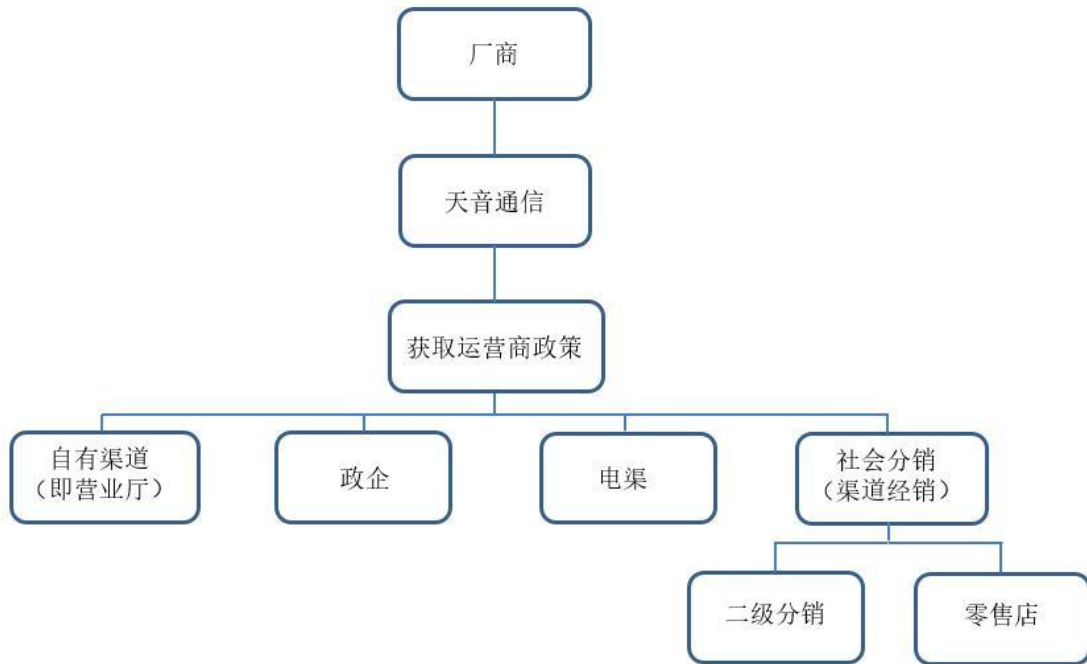 厂商
天音通信
获取运营商政策
自有渠道
（即营业厅）
政企
电渠
社会分销
（渠道经销）
二级分销
零售店